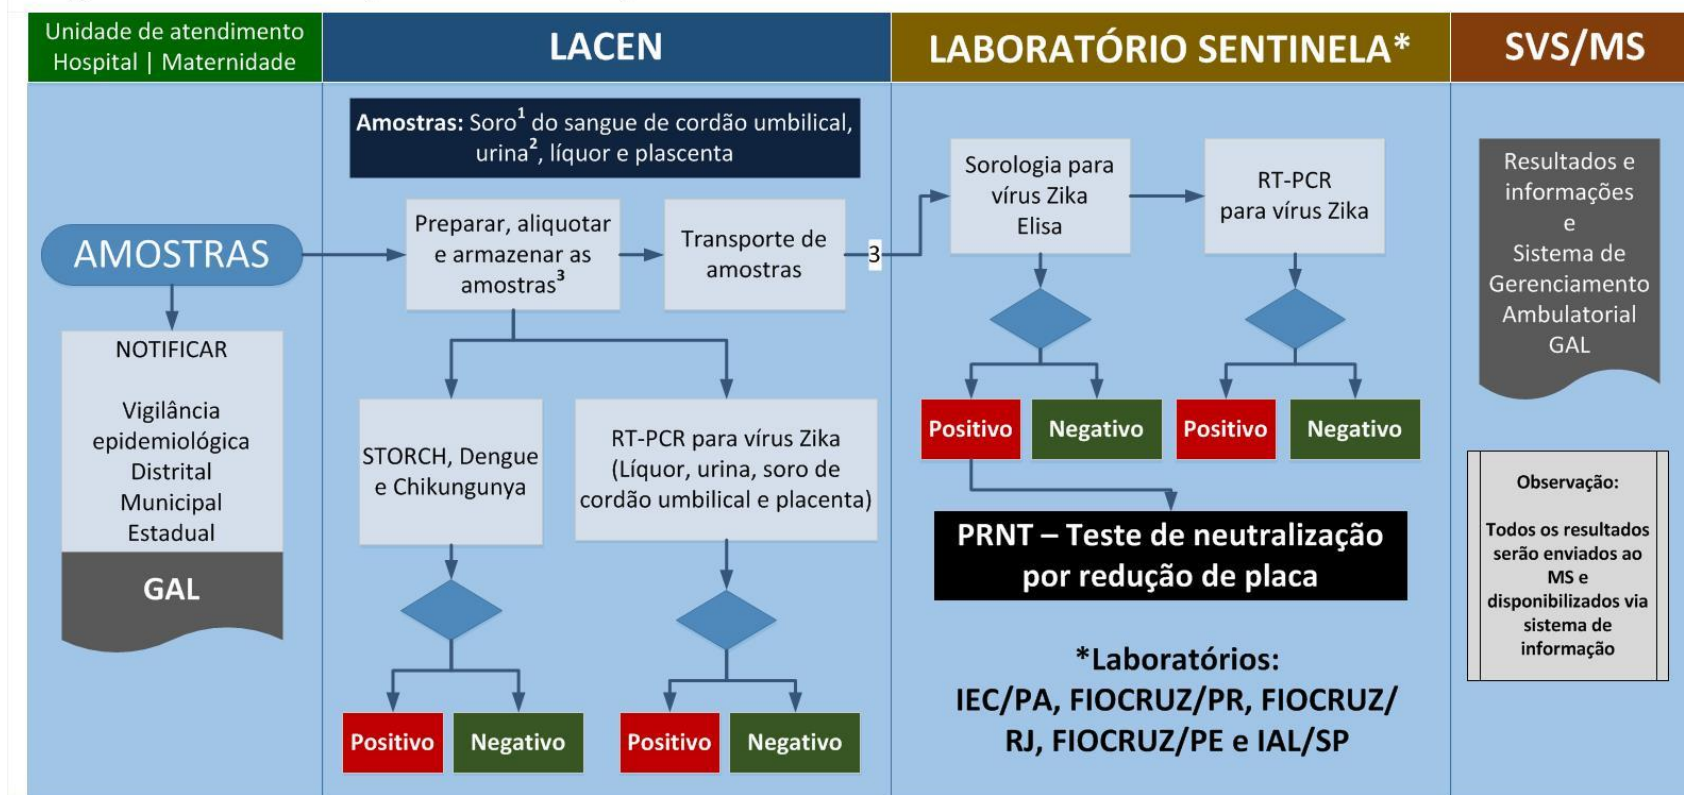 Unidade de atendimento
Hospital | Maternidade
LACEN
LABORATÓRIO SENTINELA*
SVS/MS
AMOSTRAS
NOTIFICAR
Vigilância
epidemiológica
Distrital
Municipal
Estadual
GAL
Amostras: Soro¹ do sangue de cordão umbilical,
urina², líquor e plascenta
Preparar, aliquotar
e armazenar as
amostras³
Transporte de
amostras
3
STORCH, Dengue
e Chikungunya
RT-PCR para vírus Zika
(Líquor, urina, soro de
cordão umbilical e placenta)
Positivo
Negativo
Positivo
Negativo
Sorologia para
vírus Zika
Elisa
RT-PCR
para vírus Zika
Positivo
Negativo
Positivo
Negativo
PRNT – Teste de neutralização
por redução de placa
*Laboratórios:
IEC/PA, FIOCRUZ/PR, FIOCRUZ/
RJ, FIOCRUZ/PE e IAL/SP
Resultados e
informações
e
Sistema de
Gerenciamento
Ambulatorial
GAL
Observação:
Todos os resultados
serão enviados ao
MS e
disponibilizados via
sistema de
informação